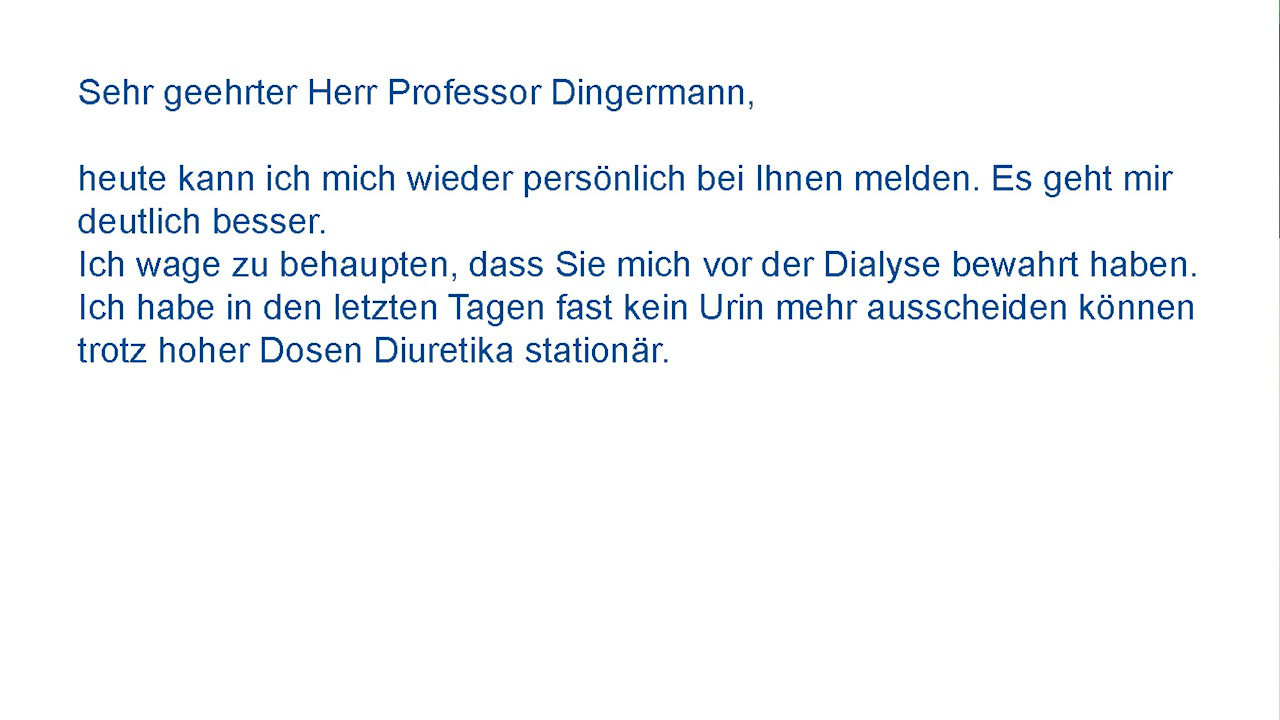 Sehr geehrter Herr Professor Dingermann,
heute kann ich mich wieder persönlich bei Ihnen melden. Es geht mir
deutlich besser.
Ich wage zu behaupten, dass Sie mich vor der Dialyse bewahrt haben.
Ich habe in den letzten Tagen fast kein Urin mehr ausscheiden können
trotz hoher Dosen Diuretika stationär.